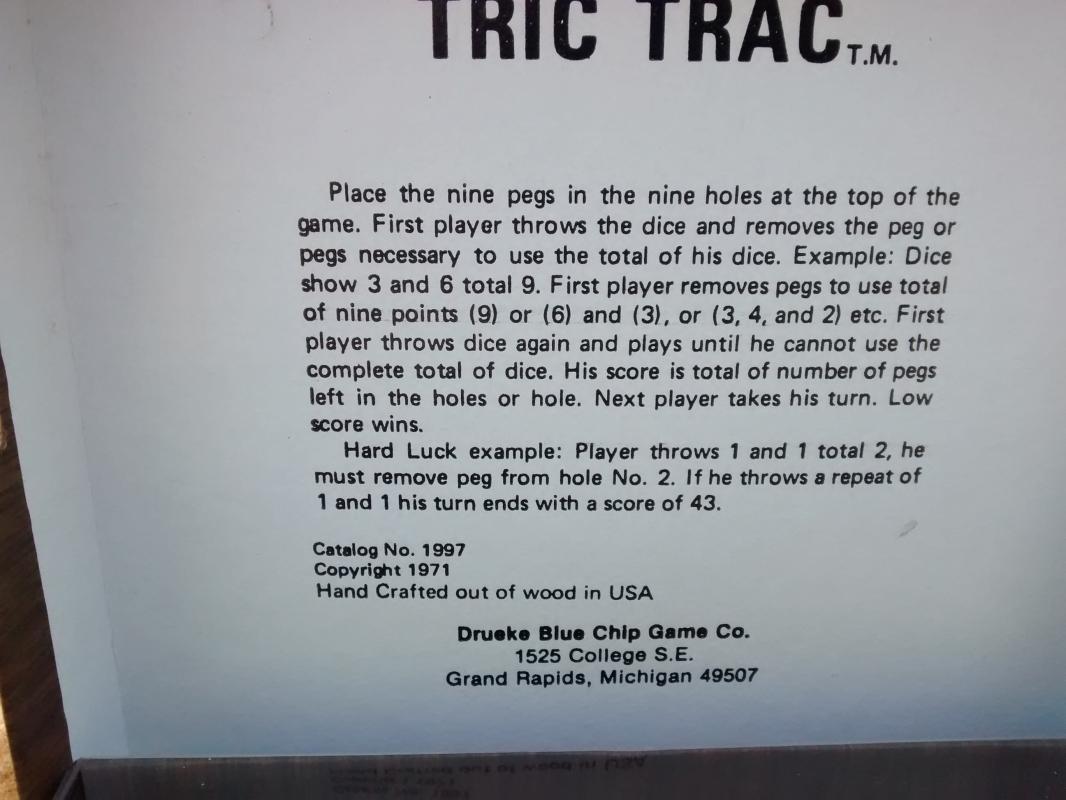 TRIC TRAC T.M.
Place the nine pegs in the nine holes at the top of the
game. First player throws the dice and removes the peg or
pegs necessary to use the total of his dice. Example: Dice
show 3 and 6 total 9. First player removes pegs to use total
of nine points (9) or (6) and (3), or (3, 4, and 2) etc. First
player throws dice again and plays until he cannot use the
complete total of dice. His score is total of number of pegs
left in the holes or hole. Next player takes his turn. Low
score wins.
Hard Luck example: Player throws 1 and 1 total 2, he
must remove peg from hole No. 2. If he throws a repeat of
1 and 1 his turn ends with a score of 43.
Catalog No. 1997
Copyright 1971
Hand Crafted out of wood in USA
Drueke Blue Chip Game Co.
1525 College S.E.
Grand Rapids, Michigan 49507